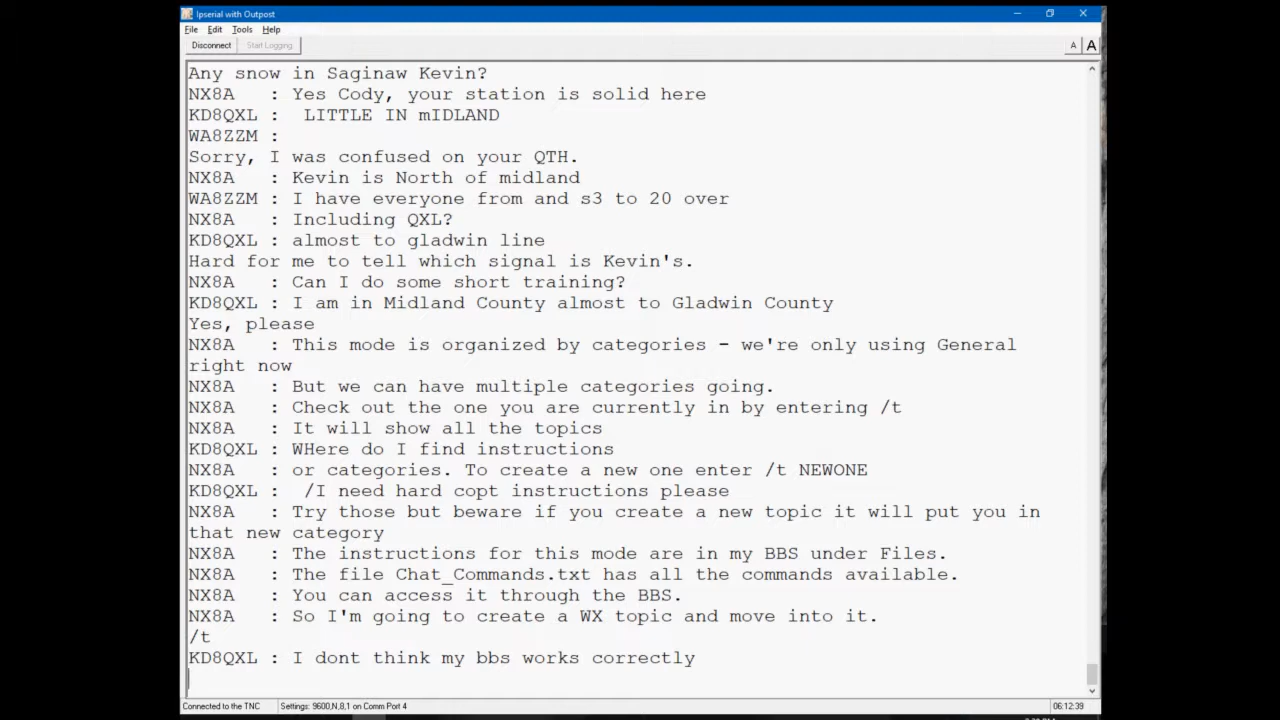 Ipserial with Outpost
File Edit Tools Help
Disconnect Start Logging A A
Any snow in Saginaw Kevin?
NX8A : Yes Cody, your station is solid here
KD8QXL : LITTLE IN mIDLAND
WA8ZZM :
Sorry, I was confused on your QTH.
NX8A : Kevin is North of midland
WA8ZZM : I have everyone from and s3 to 20 over
NX8A : Including QXL?
KD8QXL : almost to gladwin line
Hard for me to tell which signal is Kevin's.
NX8A : Can I do some short training?
KD8QXL : I am in Midland County almost to Gladwin County
Yes, please
NX8A : This mode is organized by categories - we're only using General
right now
NX8A : But we can have multiple categories going.
NX8A : Check out the one you are currently in by entering /t
NX8A : It will show all the topics
KD8QXL : WHere do I find instructions
NX8A : or categories. To create a new one enter /t NEWONE
KD8QXL : /I need hard copt instructions please
NX8A : Try those but beware if you create a new topic it will put you in
that new category
NX8A : The instructions for this mode are in my BBS under Files.
NX8A : The file Chat_Commands.txt has all the commands available.
NX8A : You can access it through the BBS.
NX8A : So I'm going to create a WX topic and move into it.
/t
KD8QXL : I dont think my bbs works correctly
Connected to the TNC Settings: 9600,N,8,1 on Comm Port 4 06:12:39